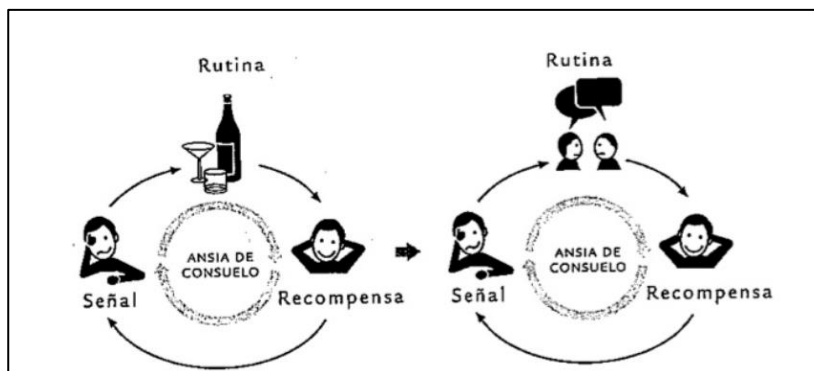 Rutina
ANSIA DE
CONSUELO
Señal
Recompensa
Rutina
ANSIA DE
CONSUELO
Señal
Recompensa